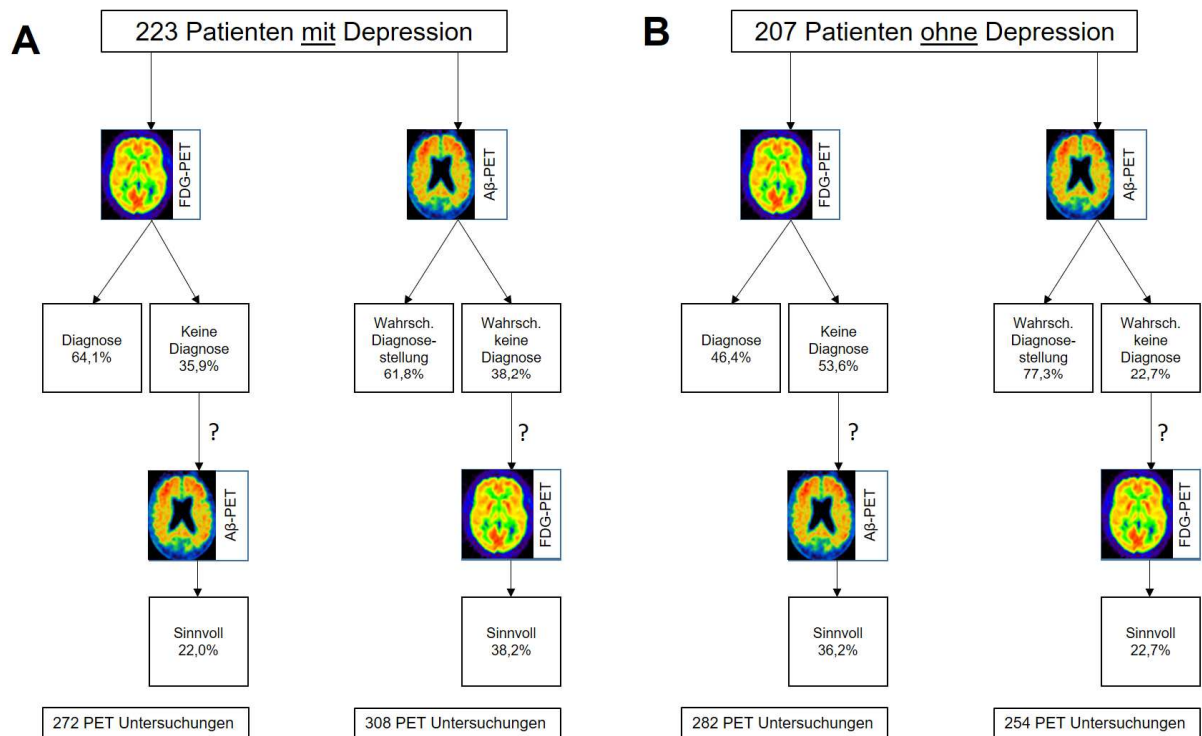 A
223 Patienten mit Depression
FDG-PET
Aβ-PET
Diagnose
64,1%
Keine
Diagnose
35,9%
Wahrsch.
Diagnose-
stellung
61,8%
Wahrsch.
keine
Diagnose
38,2%
?
?
Aβ-PET
FDG-PET
Sinnvoll
22,0%
Sinnvoll
38,2%
272 PET Untersuchungen
308 PET Untersuchungen
B
207 Patienten ohne Depression
FDG-PET
Aβ-PET
Diagnose
46,4%
Keine
Diagnose
53,6%
Wahrsch.
Diagnose-
stellung
77,3%
Wahrsch.
keine
Diagnose
22,7%
?
?
Aβ-PET
FDG-PET
Sinnvoll
36,2%
Sinnvoll
22,7%
282 PET Untersuchungen
254 PET Untersuchungen